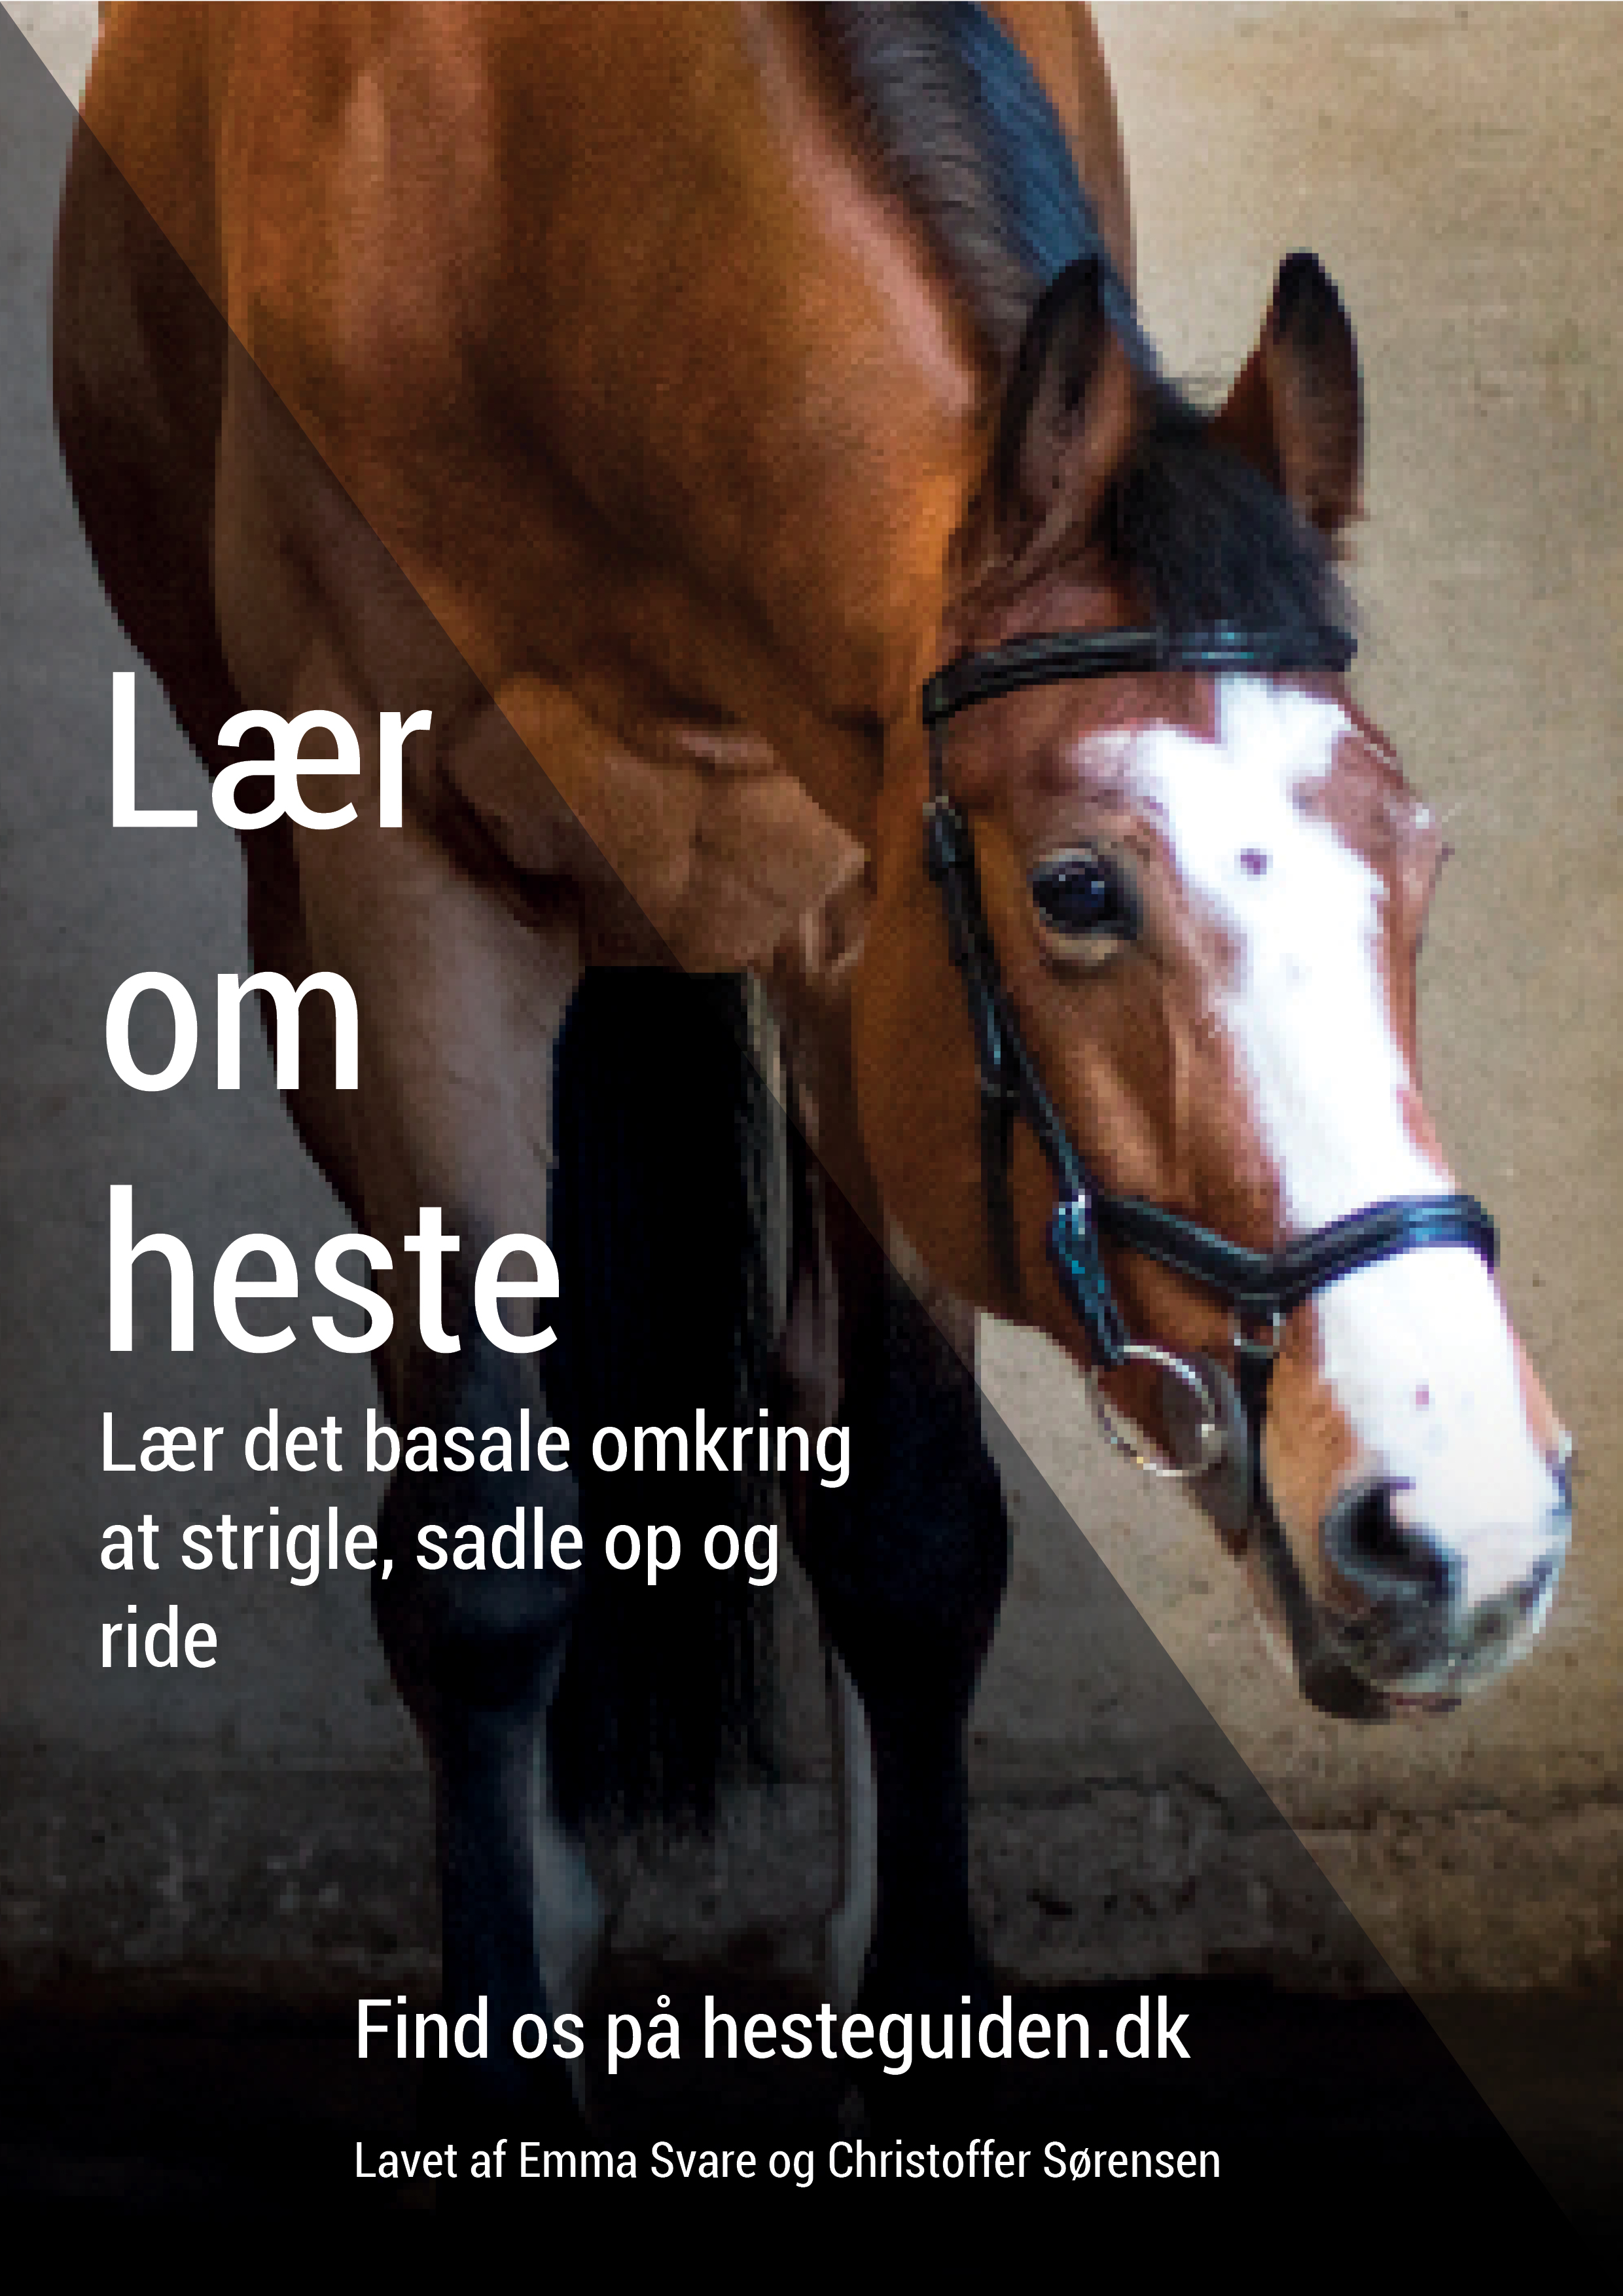 Lær
om
heste
Lær det basale omkring
at strigle, sadle op og
ride
Find os på hesteguiden.dk
Lavet af Emma Svare og Christoffer Sørensen